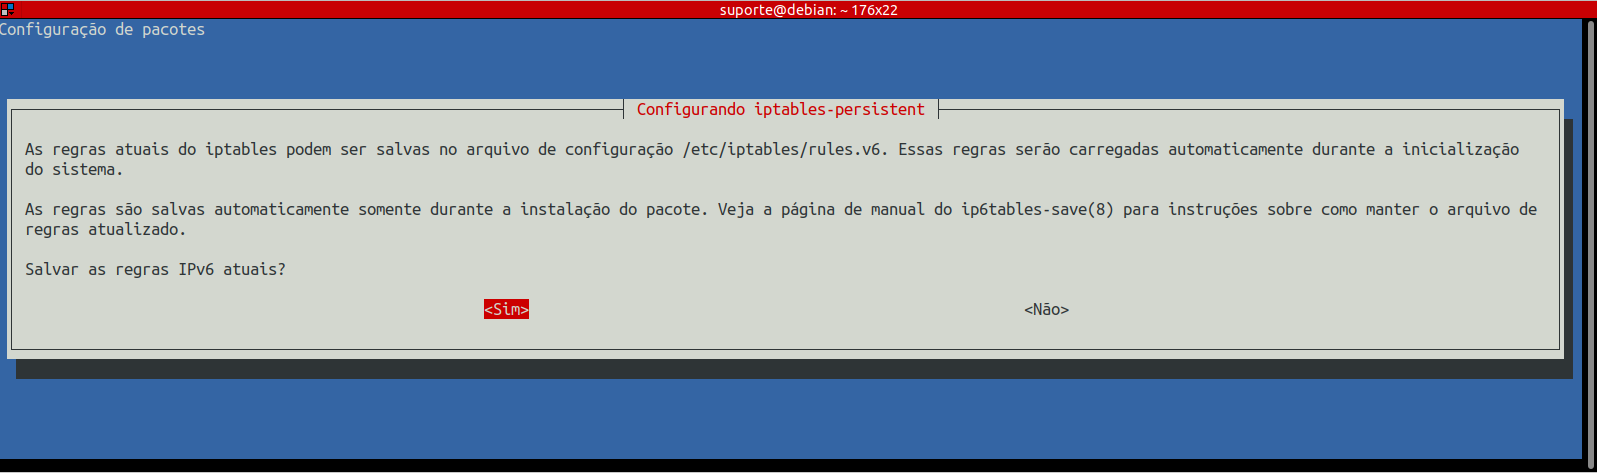 suporte@debian: ~ 176x22
Configuração de pacotes
Configurando iptables-persistent
As regras atuais do iptables podem ser salvas no arquivo de configuração /etc/iptables/rules.v6. Essas regras serão carregadas automaticamente durante a inicialização
do sistema.
As regras são salvas automaticamente somente durante a instalação do pacote. Veja a página de manual do ip6tables-save(8) para instruções sobre como manter o arquivo de
regras atualizado.
Salvar as regras IPv6 atuais?
<Sim> <Não>